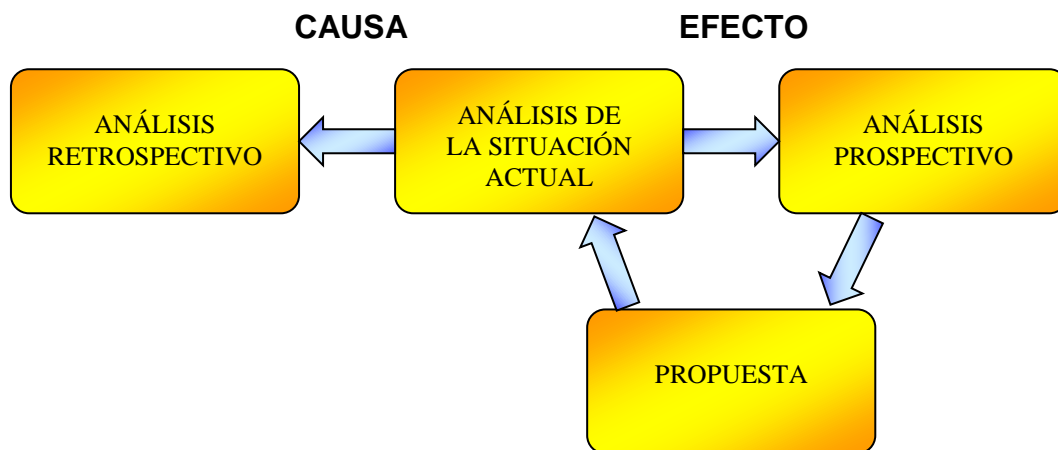 CAUSA
EFECTO
ANÁLISIS
RETROSPECTIVO
ANÁLISIS DE
LA SITUACIÓN
ACTUAL
ANÁLISIS
PROSPECTIVO
PROPUESTA